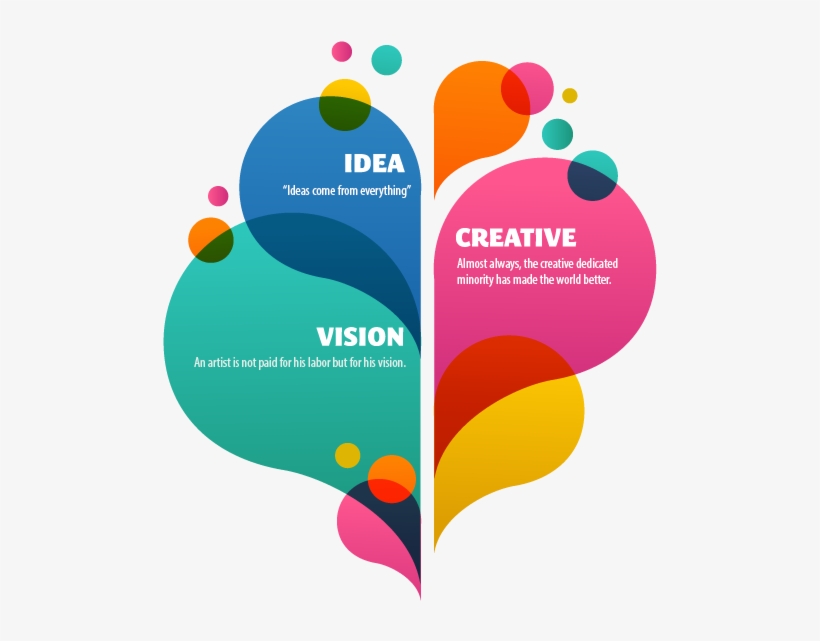 IDEA
“Ideas come from everything”
CREATIVE
Almost always, the creative dedicated
minority has made the world better.
VISION
An artist is not paid for his labor but for his vision.